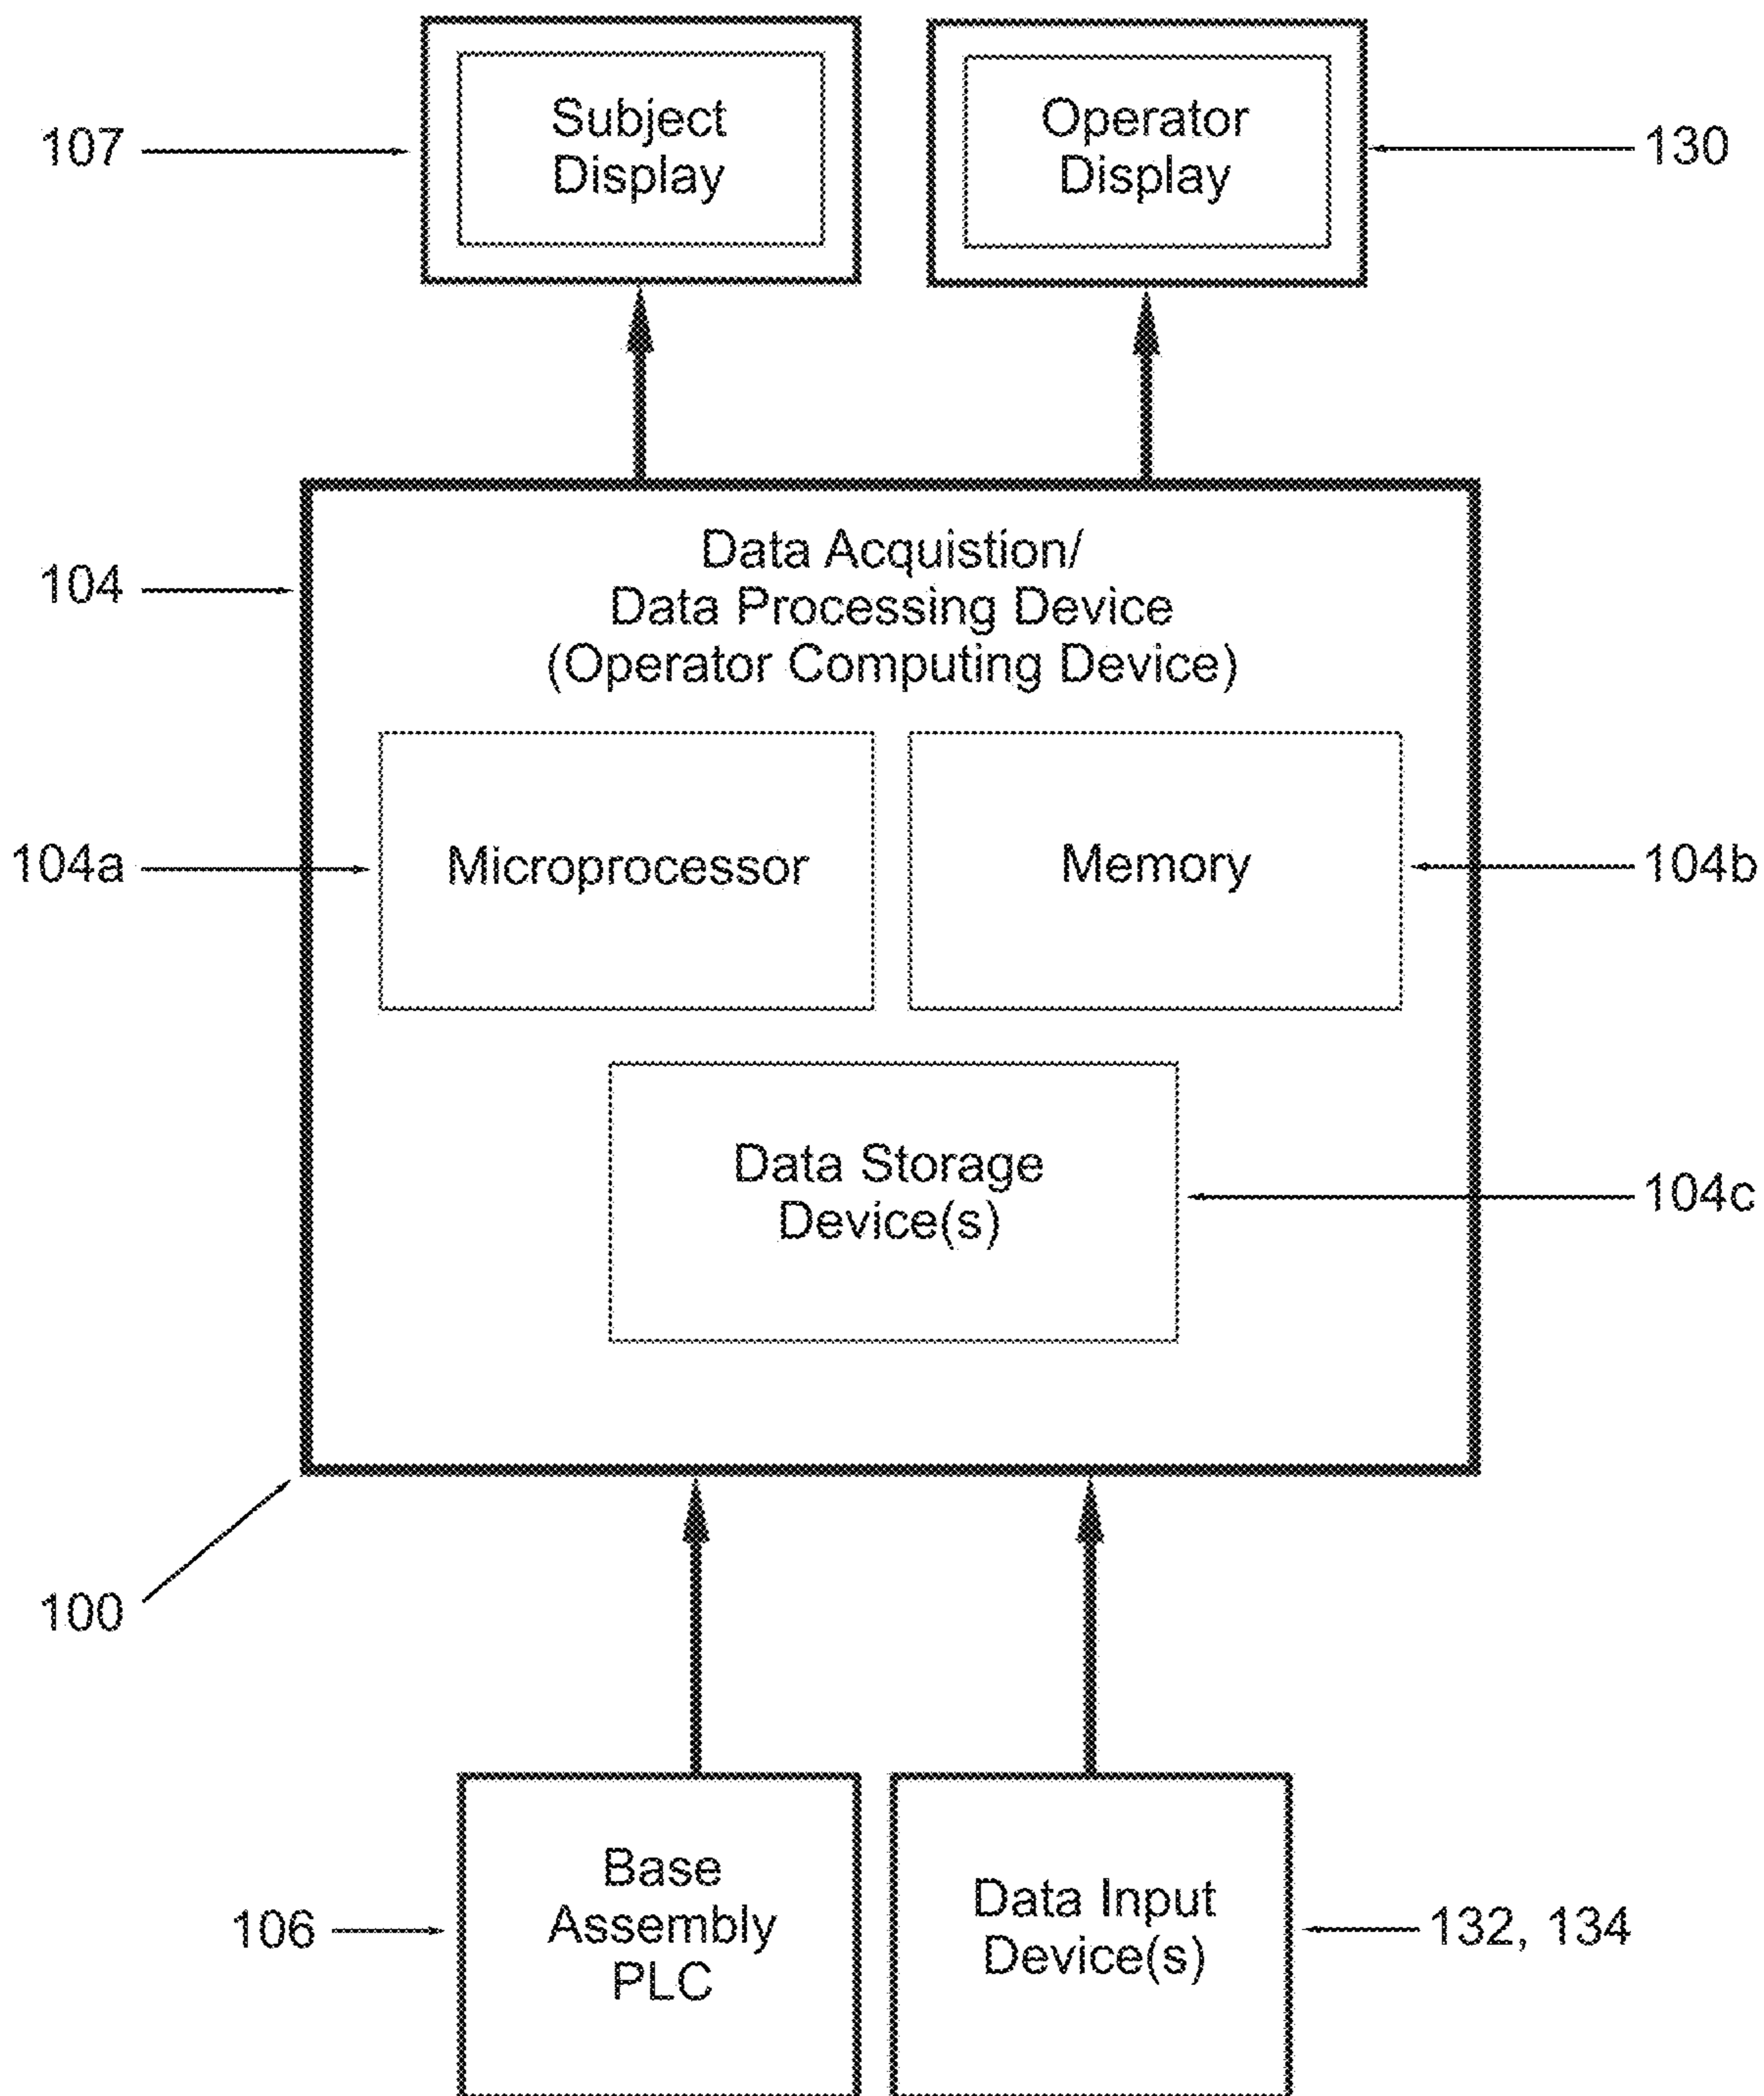 107
Subject
Display
Operator
Display
130
104
Data Acquistion/
Data Processing Device
(Operator Computing Device)
104a
Microprocessor
Memory
104b
Data Storage
Device(s)
104c
100
106
Base
Assembly
PLC
Data Input
Device(s)
132, 134